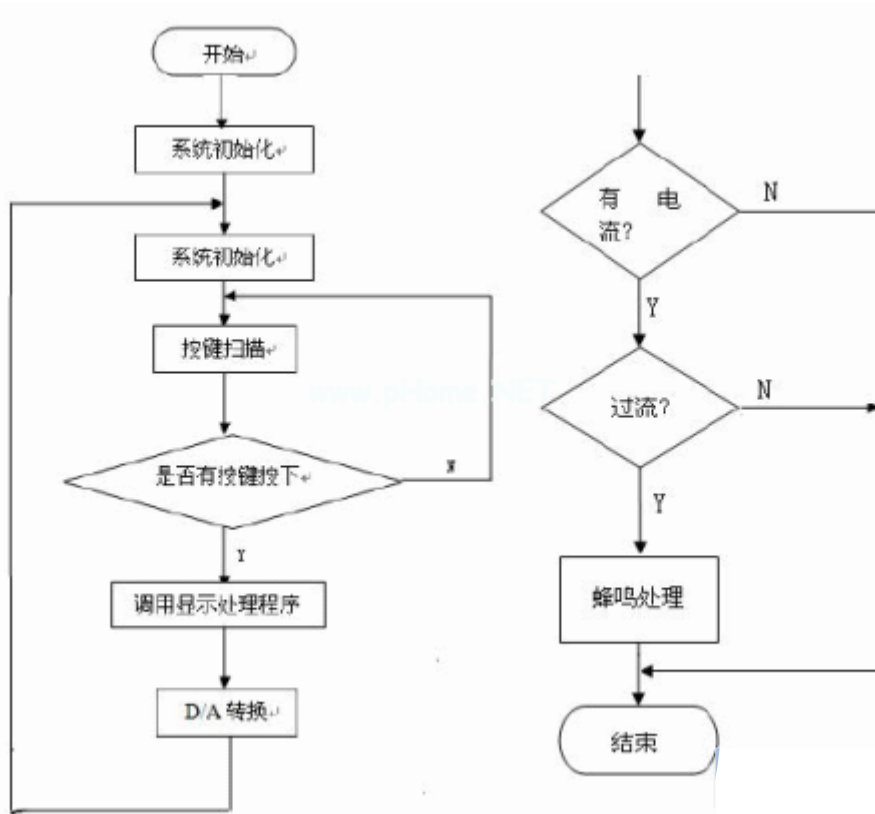 开始
系统初始化
系统初始化
按键扫描
是否有按键按下
N
Y
调用显示处理程序
D/A 转换
有 电
流?
N
Y
过流?
N
Y
蜂鸣处理
结束